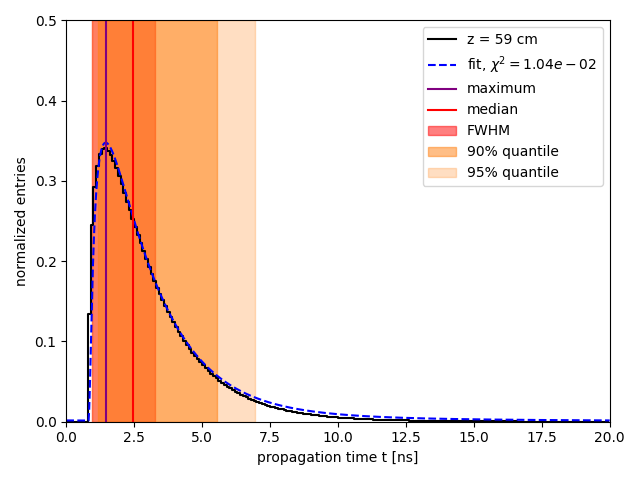 0.5
0.4
0.3
0.2
0.1
0.0
normalized entries
z = 59 cm
fit, χ² = 1.04e − 02
maximum
median
FWHM
90% quantile
95% quantile
0.0 2.5 5.0 7.5 10.0 12.5 15.0 17.5 20.0
propagation time t [ns]